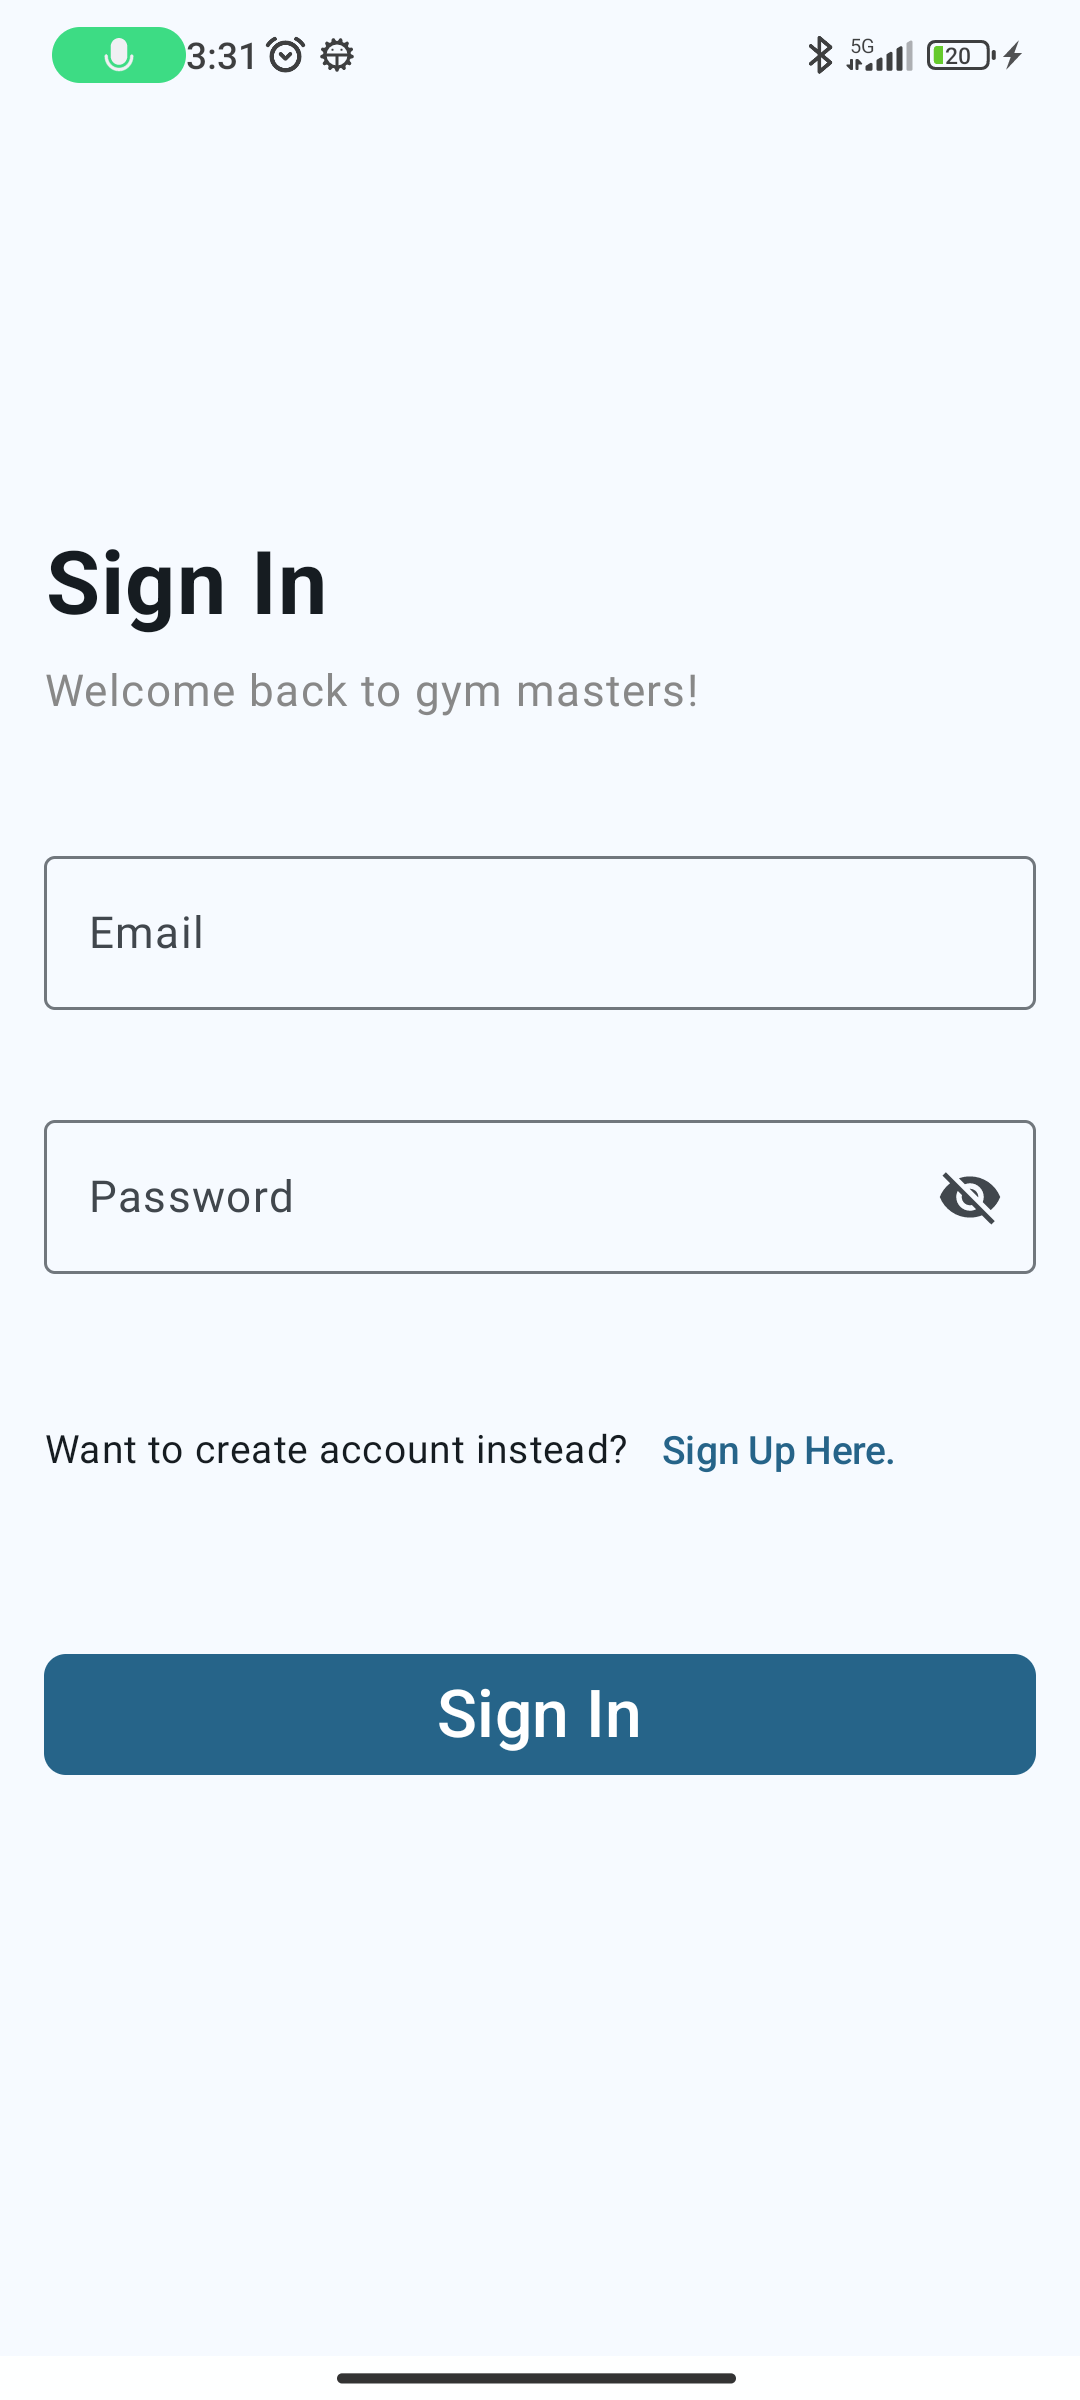 3:31 5G 20
Sign In
Welcome back to gym masters!
Email
Password
Want to create account instead? Sign Up Here.
Sign In